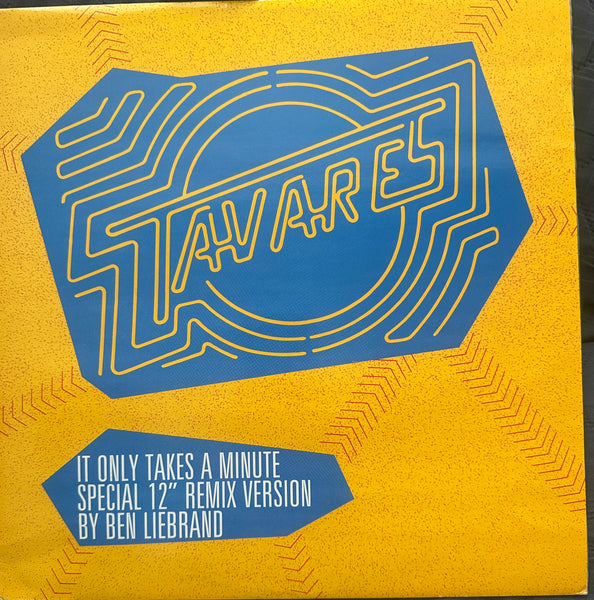 TAVARES
IT ONLY TAKES A MINUTE
SPECIAL 12" REMIX VERSION
BY BEN LIEBRAND